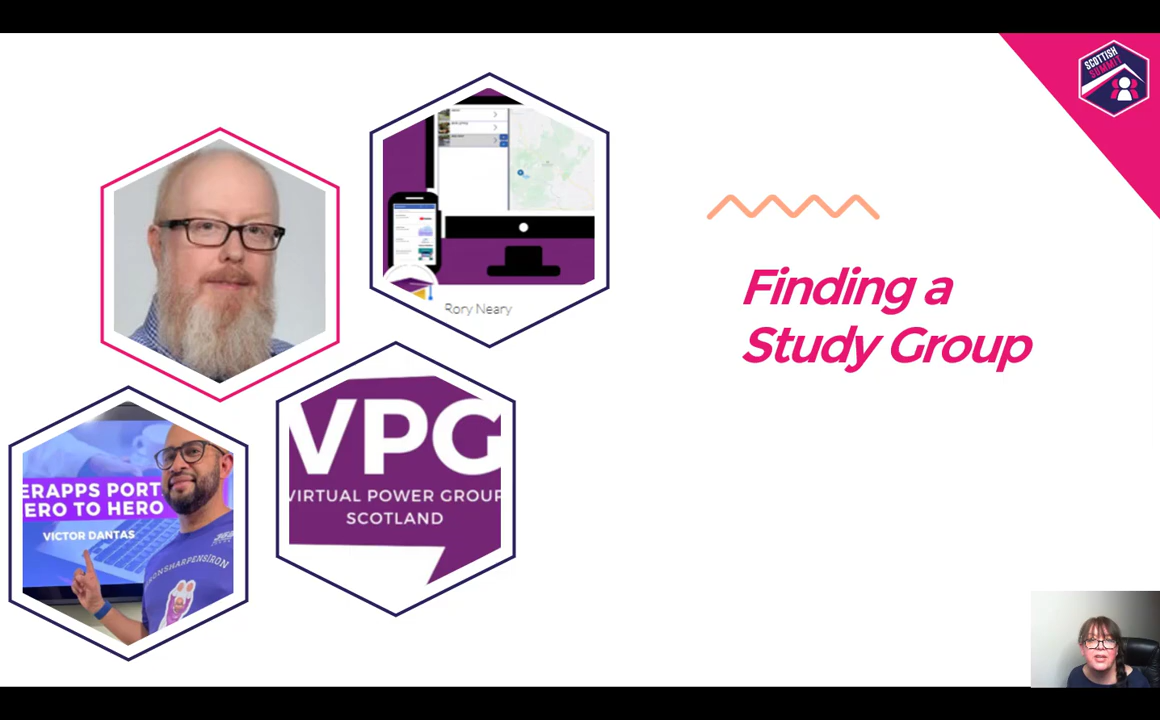 SCOTTISH
SUMMIT
Finding a
Study Group
Rory Neary
VPG
VIRTUAL POWER GROUP
SCOTLAND
ERAPPS PORT
ERO TO HERO
VICTOR DANTAS
IRONSHARPENSIRON